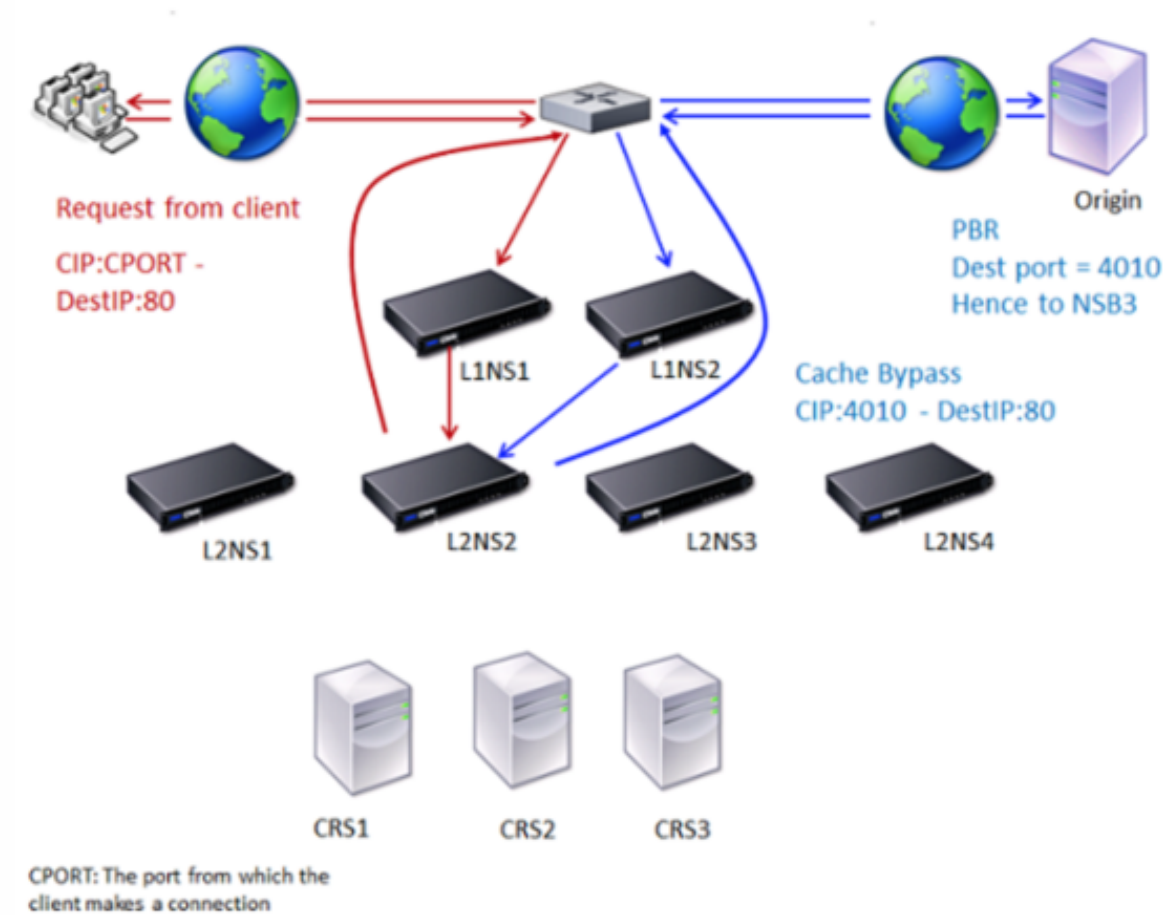 Request from client
CIP:CPORT -
DestIP:80
Origin
PBR
Dest port = 4010
Hence to NSB3
L1NS1
L1NS2
Cache Bypass
CIP:4010 - DestIP:80
L2NS1
L2NS2
L2NS3
L2NS4
CRS1
CRS2
CRS3
CPORT: The port from which the
client makes a connection